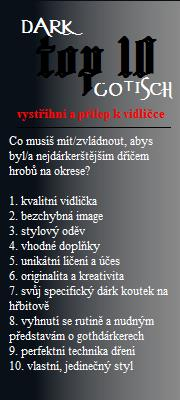 DARK
top 10
GOTISCH
vystřihni a přilep k vidličce
Co musíš mít/zvládnout, abys
byl/a nejdárkerštějším dříčem
hrobů na okrese?
1. kvalitní vidlička
2. bezchybná image
3. stylový oděv
4. vhodné doplňky
5. unikátní líčení a účes
6. originalita a kreativita
7. svůj specifický dárk koutek na
hřbitově
8. vyhnutí se rutině a nudným
představám o gothdárkerech
9. perfektní technika dření
10. vlastní, jedinečný styl